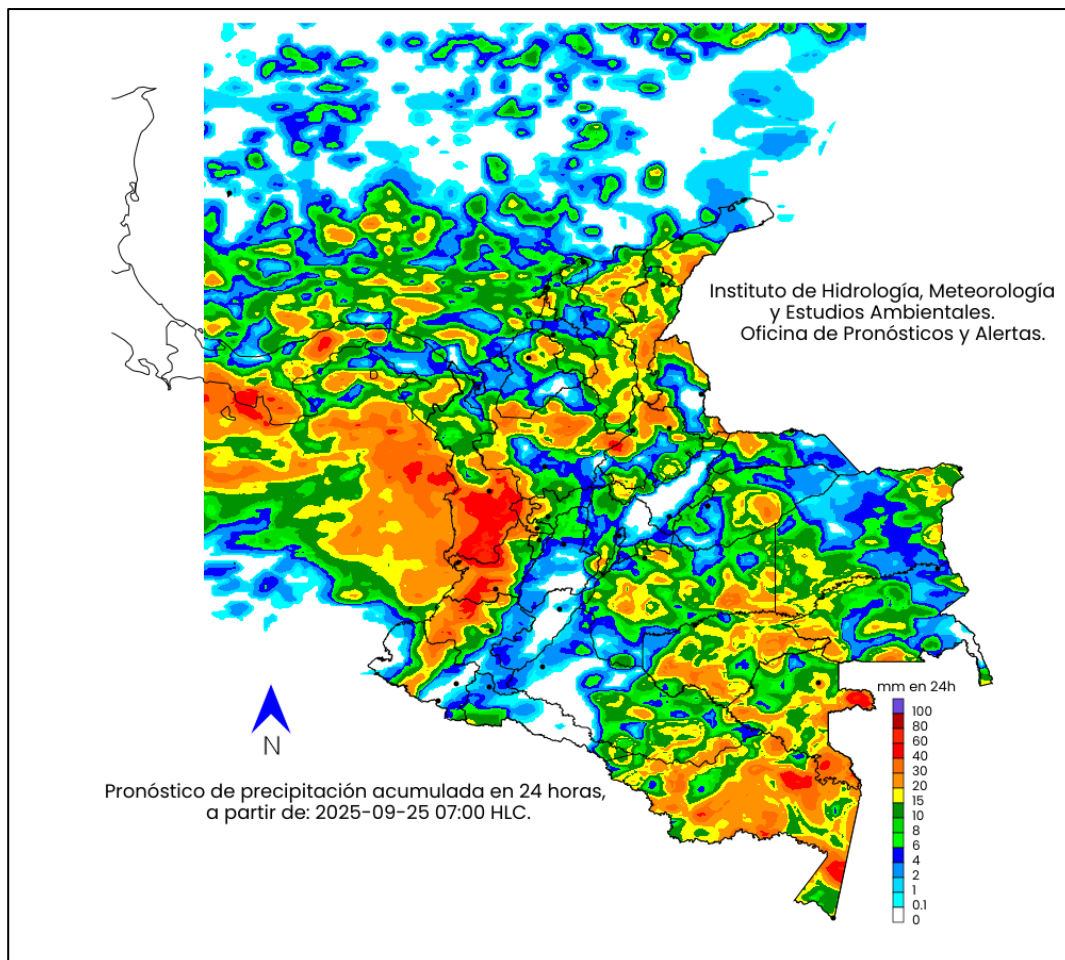 Instituto de Hidrología, Meteorología
y Estudios Ambientales.
Oficina de Pronósticos y Alertas.
mm en 24h
100
80
60
40
30
20
15
10
8
6
4
2
1
0.1
0
N
Pronóstico de precipitación acumulada en 24 horas,
a partir de: 2025-09-25 07:00 HLC.